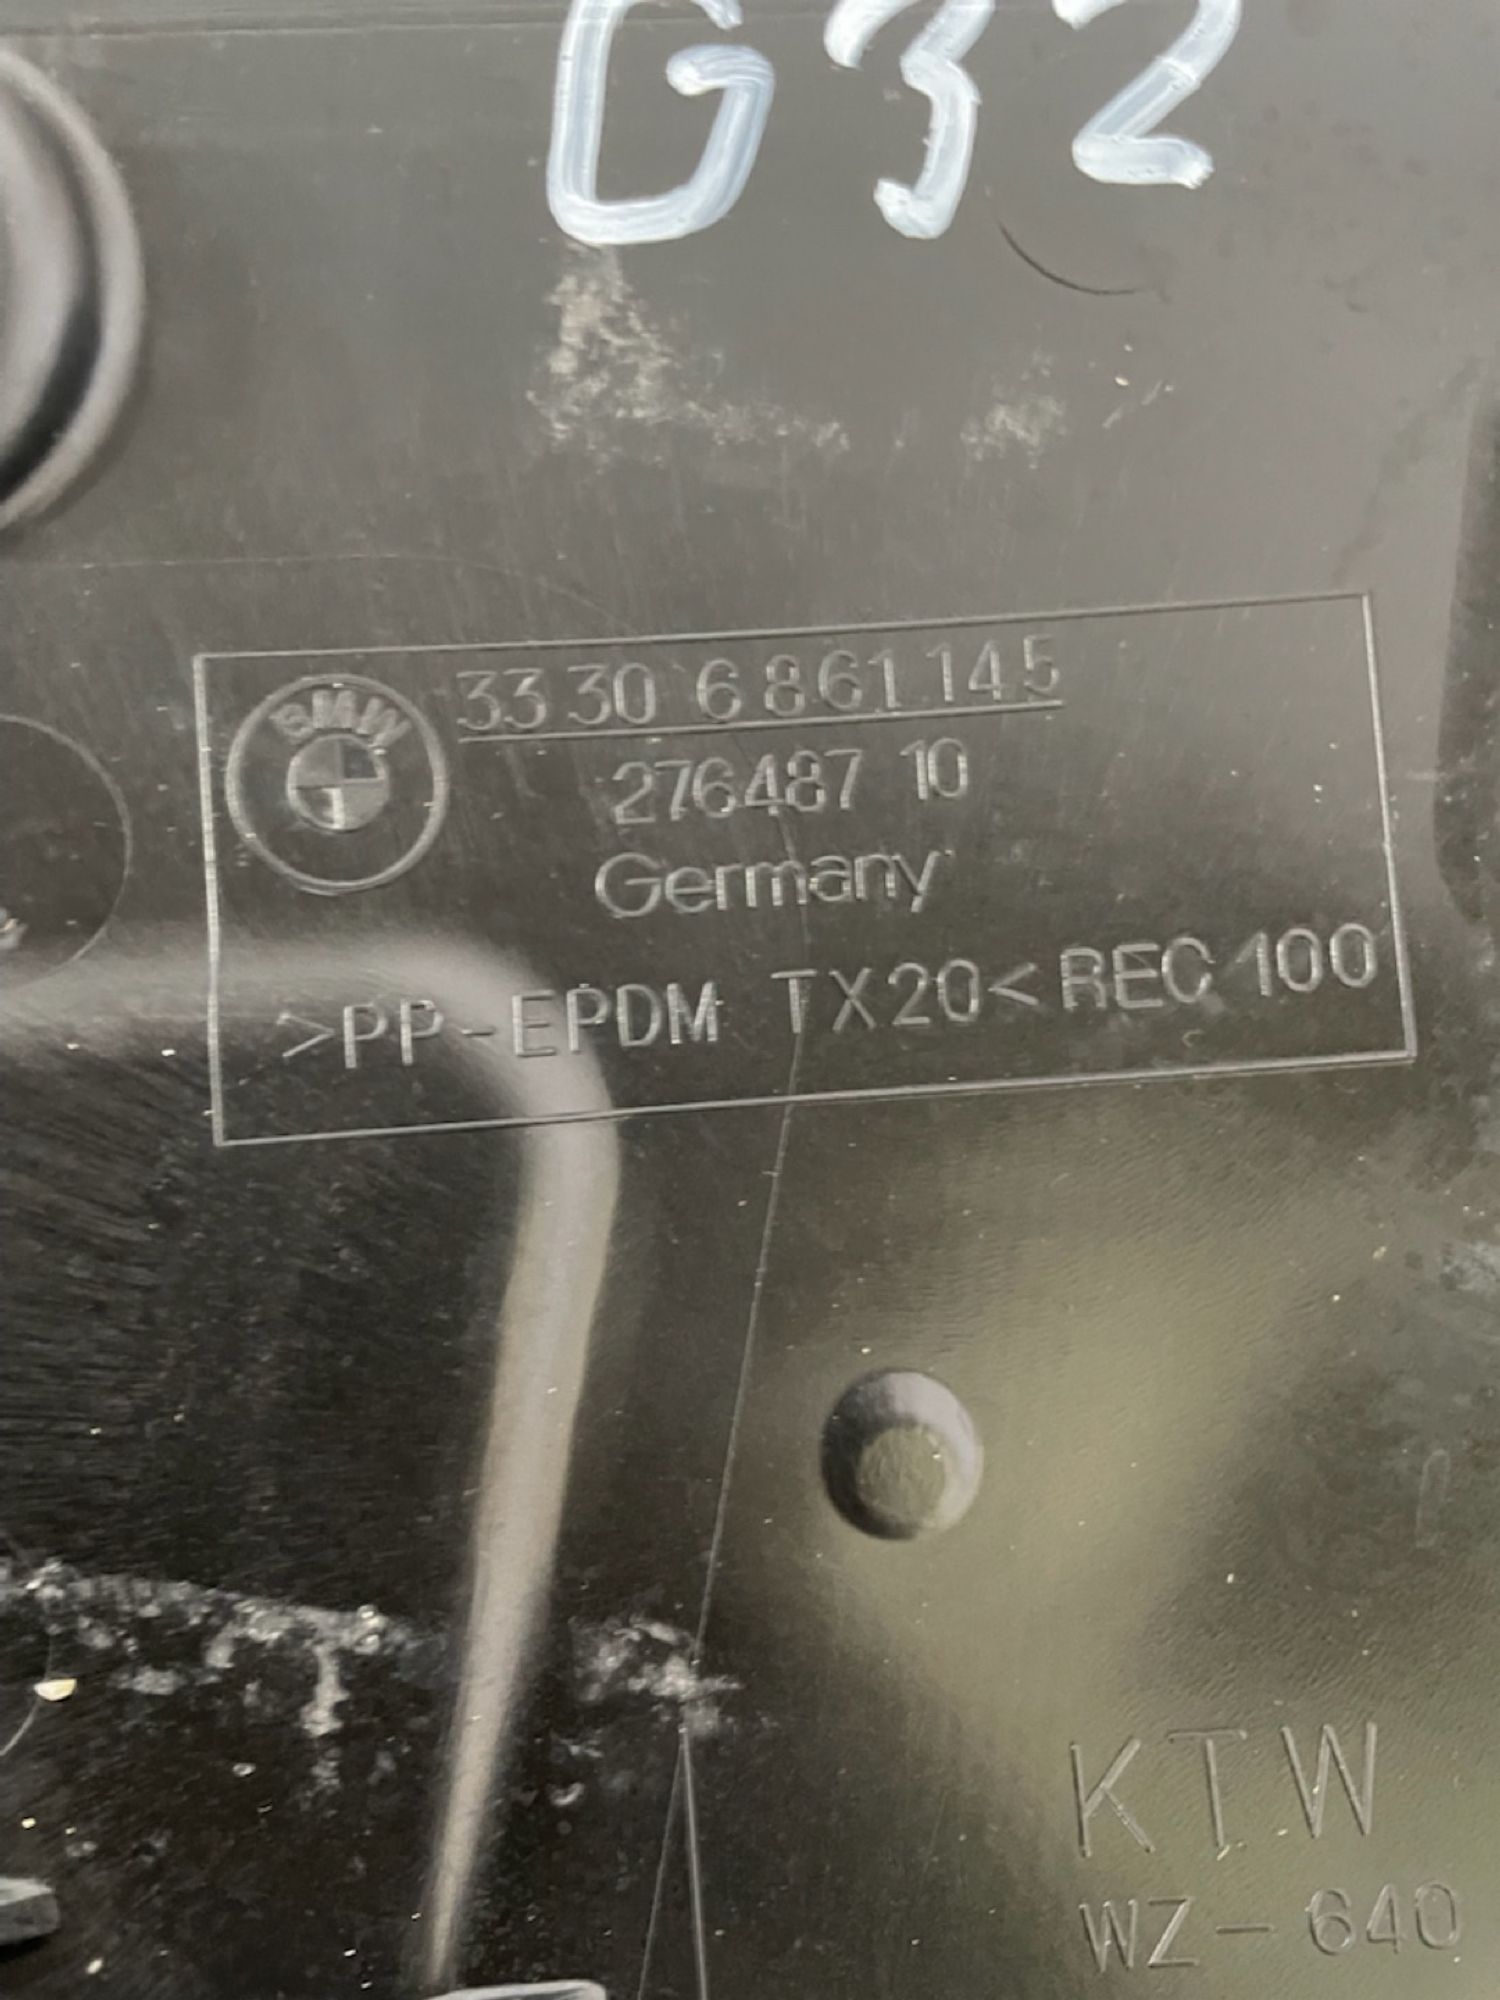 G32
BMW
33 30 6 861 145
276487 10
Germany
>PP-EPDM TX20< REC 100
KTW
WZ-640